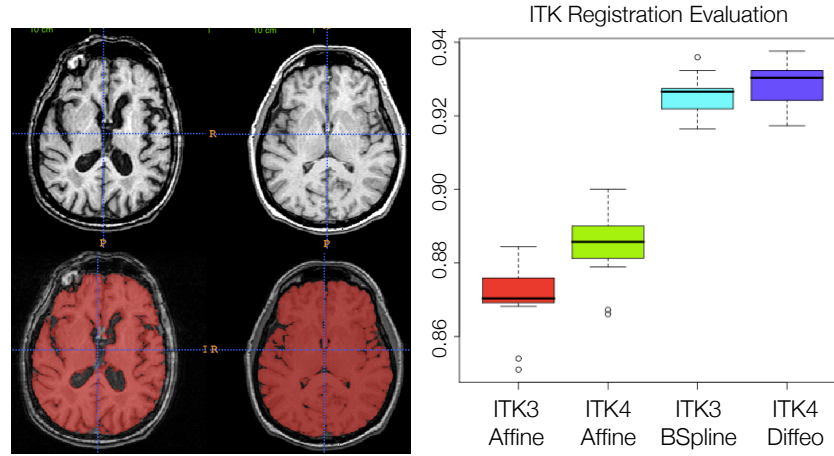 10 cm
10 cm
R
P
P
I R
ITK Registration Evaluation
0.94
0.92
0.90
0.88
0.86
ITK3 ITK4 ITK3 ITK4
Affine Affine BSpline Diffeo